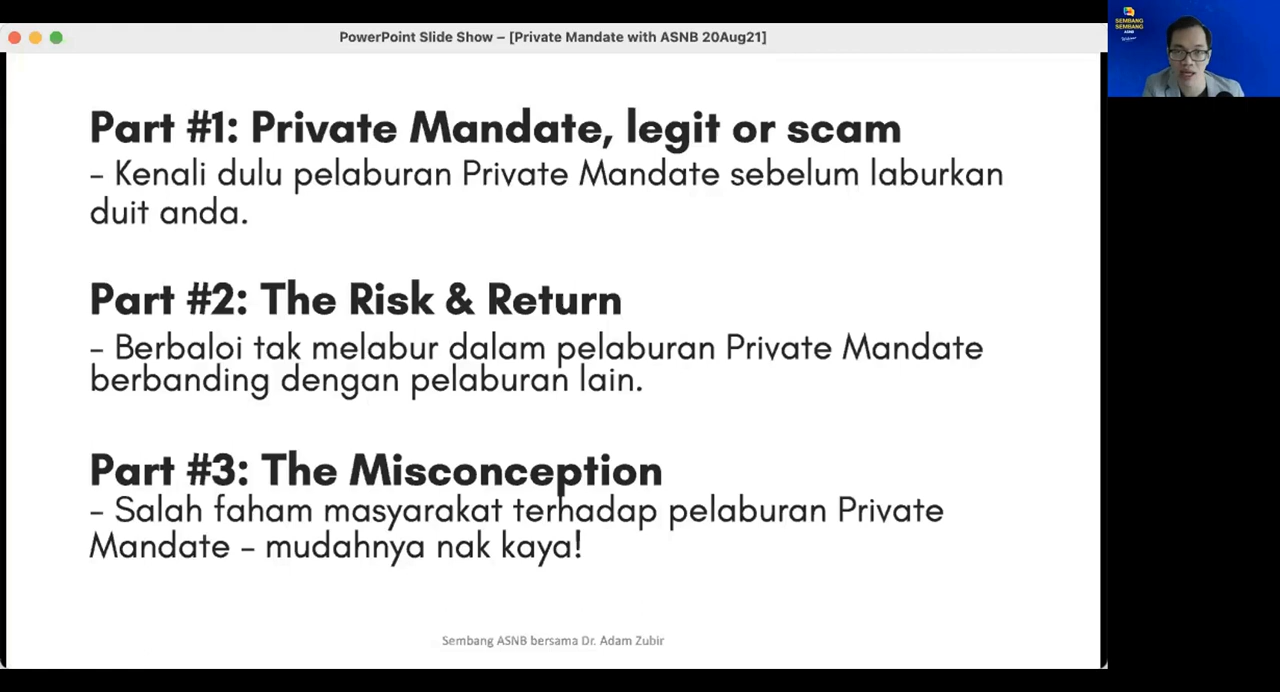 PowerPoint Slide Show – [Private Mandate with ASNB 20Aug21]
SEMBANG
SEMBANG
ASNB
Part #1: Private Mandate, legit or scam
- Kenali dulu pelaburan Private Mandate sebelum laburkan
duit anda.
Part #2: The Risk & Return
- Berbaloi tak melabur dalam pelaburan Private Mandate
berbanding dengan pelaburan lain.
Part #3: The Misconception
- Salah faham masyarakat terhadap pelaburan Private
Mandate - mudahnya nak kaya!
Sembang ASNB bersama Dr. Adam Zubir